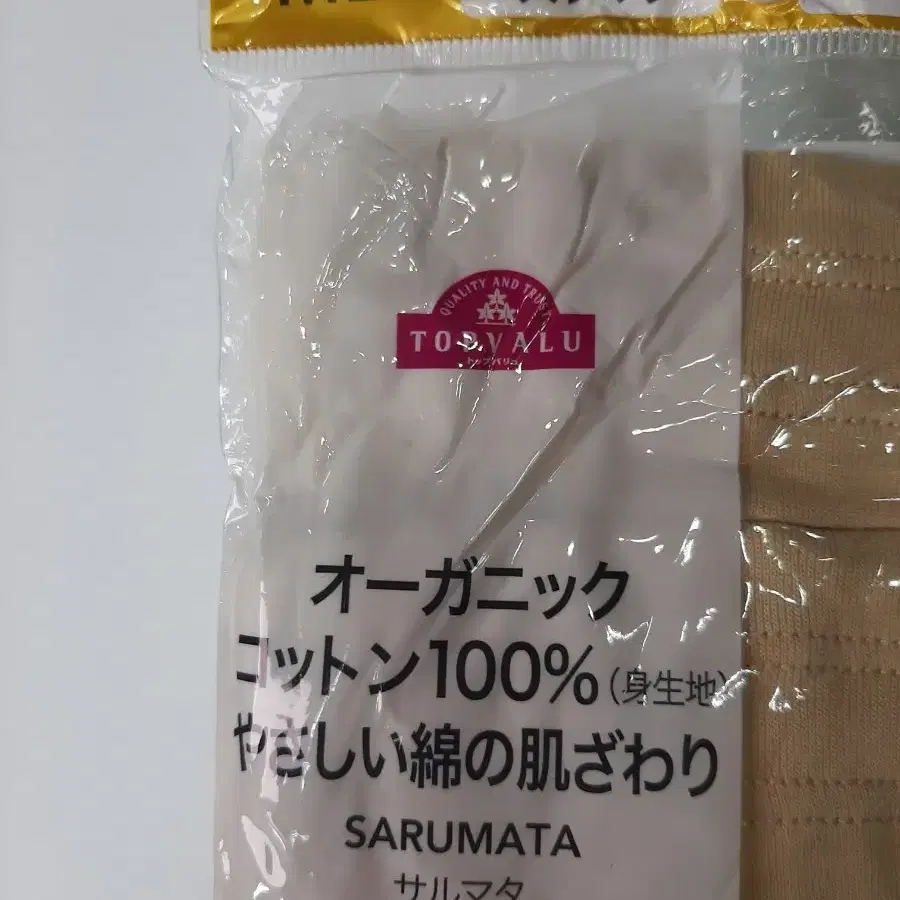 QUALITY AND TRUST
TOPVALU
トップバリュ
オーガニック
コットン100%(身生地)
やさしい綿の肌ざわり
SARUMATA
サルマタ